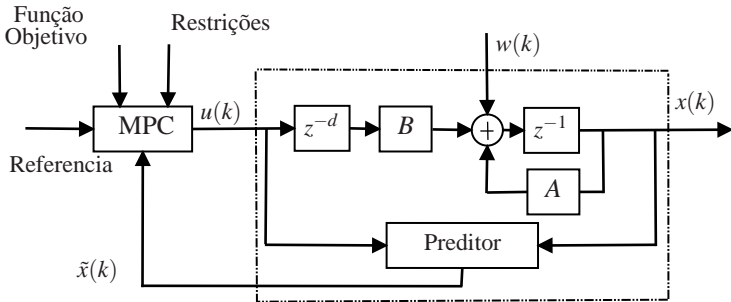 Função
Objetivo
Restrições
w(k)
MPC
u(k)
z⁻ᵈ
B
+
z⁻¹
x(k)
Referencia
A
Preditor
x̃(k)